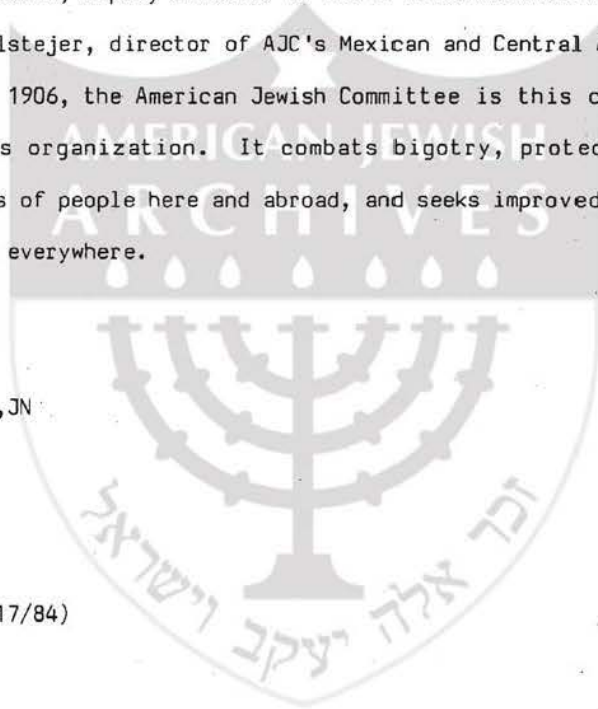 lstejer, director of AJC's Mexican and Central
1906, the American Jewish Committee is this
s organization. It combats bigotry, protec
s of people here and abroad, and seeks improved
everywhere.
AMERICAN JEWISH
ARCHIVES
,JN
17/84)
זכר אלה יעקב וישראל